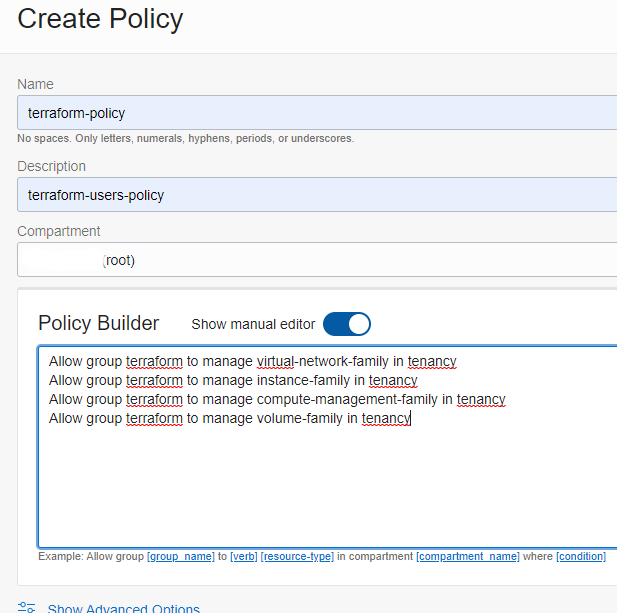 Create Policy
Name
terraform-policy
No spaces. Only letters, numerals, hyphens, periods, or underscores.
Description
terraform-users-policy
Compartment
(root)
Policy Builder Show manual editor
Allow group terraform to manage virtual-network-family in tenancy
Allow group terraform to manage instance-family in tenancy
Allow group terraform to manage compute-management-family in tenancy
Allow group terraform to manage volume-family in tenancy
Example: Allow group [group_name] to [verb] [resource-type] in compartment [compartment_name] where [condition]
Show Advanced Options